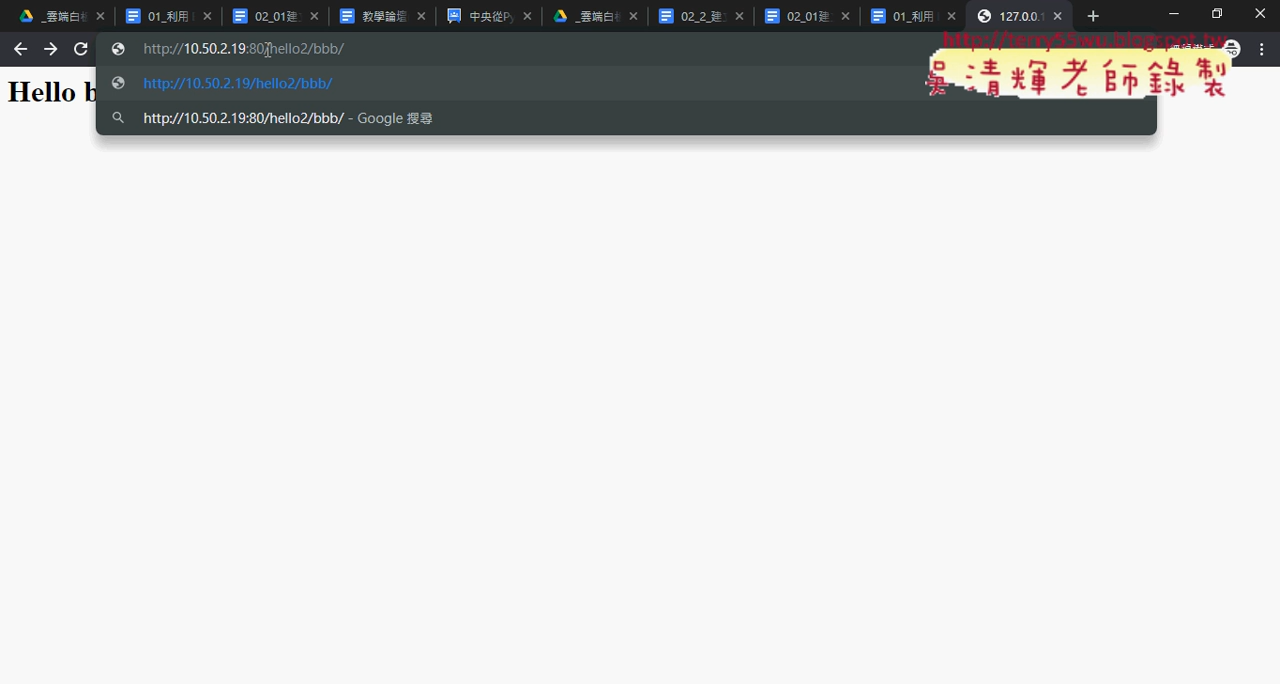 _雲端白 01_利用 02_01建 教學論壇 中央從Py _雲端白 02_2_建 02_01建 01_利用 127.0.0.1
http://10.50.2.19:80/hello2/bbb/
http://terry55wu.blogspot.tw
吳清輝老師錄製
http://10.50.2.19/hello2/bbb/
Hello b
http://10.50.2.19:80/hello2/bbb/ - Google 搜尋